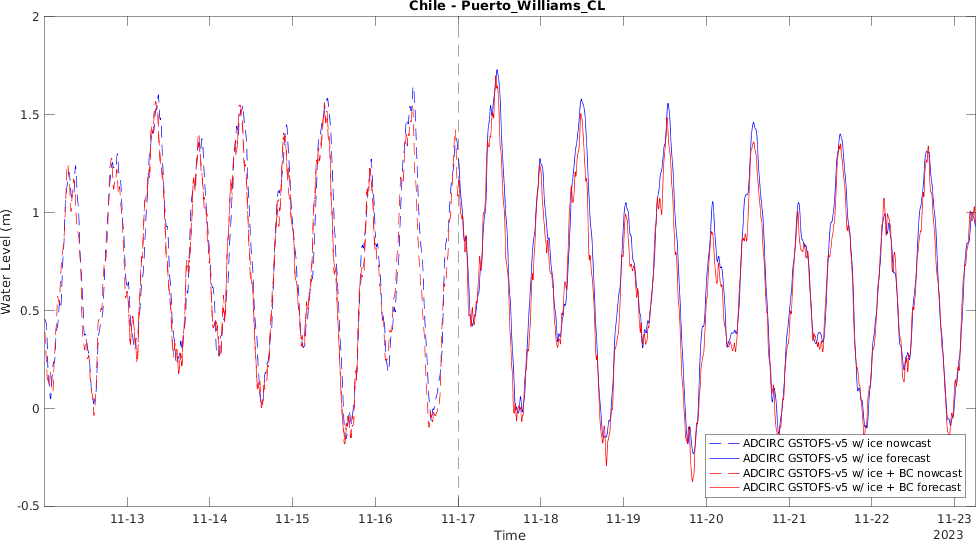 Chile - Puerto_Williams_CL
2
1.5
1
0.5
0
-0.5
Water Level (m)
11-13
11-14
11-15
11-16
11-17
11-18
11-19
11-20
11-21
11-22
11-23
Time
2023
ADCIRC GSTOFS-v5 w/ ice nowcast
ADCIRC GSTOFS-v5 w/ ice forecast
ADCIRC GSTOFS-v5 w/ ice + BC nowcast
ADCIRC GSTOFS-v5 w/ ice + BC forecast